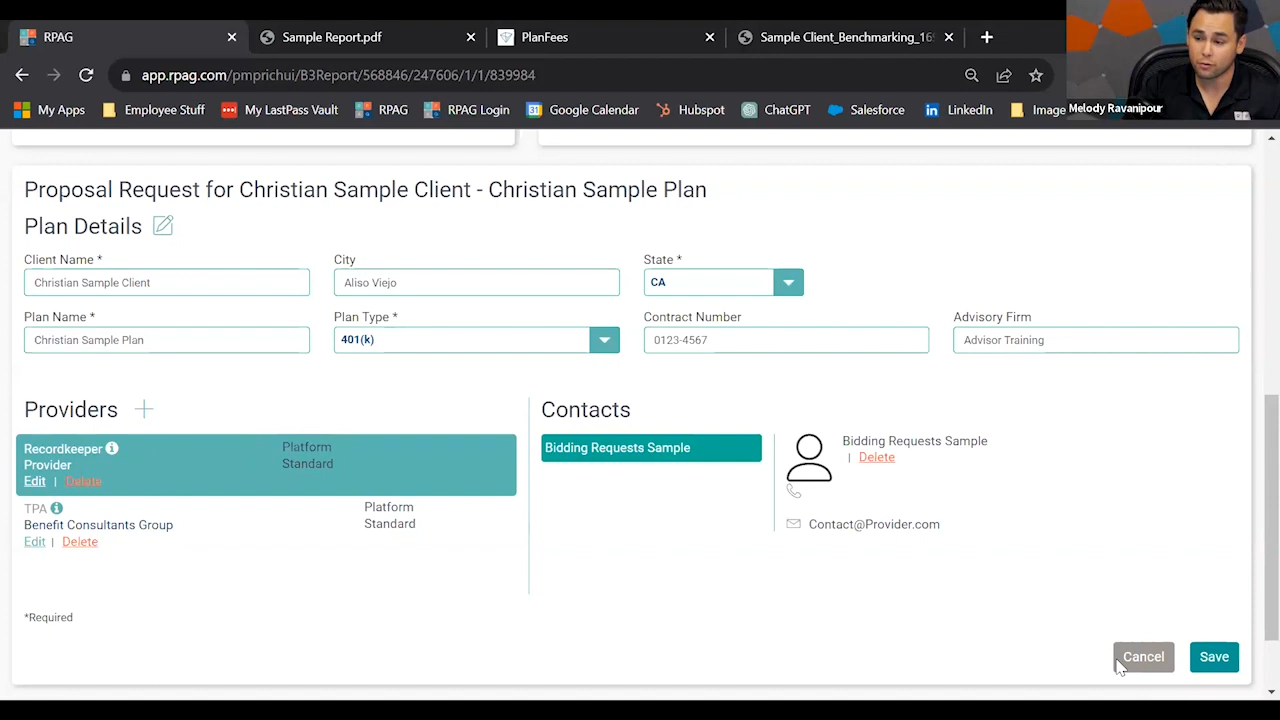 RPAG
Sample Report.pdf
PlanFees
Sample Client_Benchmarking_16
app.rpag.com/pmprichui/B3Report/568846/247606/1/1/839984
My Apps
Employee Stuff
My LastPass Vault
RPAG
RPAG Login
Google Calendar
Hubspot
ChatGPT
Salesforce
LinkedIn
Image
Melody Ravanipour
Proposal Request for Christian Sample Client - Christian Sample Plan
Plan Details
Client Name *
City
State *
Christian Sample Client
Aliso Viejo
CA
Plan Name *
Plan Type *
Contract Number
Advisory Firm
Christian Sample Plan
401(k)
0123-4567
Advisor Training
Providers
Recordkeeper
Platform
Provider
Standard
Edit | Delete
TPA
Platform
Benefit Consultants Group
Standard
Edit | Delete
Contacts
Bidding Requests Sample
Bidding Requests Sample
| Delete
Contact@Provider.com
*Required
Cancel
Save